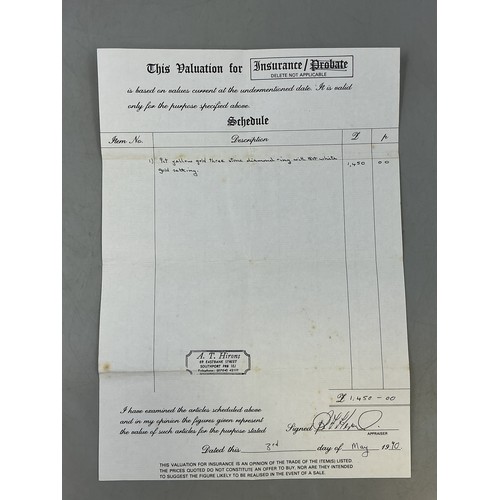 This Valuation for Insurance / Probate
DELETE NOT APPLICABLE
is based on values current at the undermentioned date. It is valid
only for the purpose specified above.
Schedule
Item No. Description £ p
1) yellow gold three stone diamond ring with white 1,450 00
gold setting.
A. T. Hirons
EASTBANK STREET
SOUTHPORT
£ 1,450 - 00
I have examined the articles scheduled above
and in my opinion the figures given represent
the value of such articles for the purpose stated
Signed
APPRAISER
Dated this 3rd day of May 1990
THIS VALUATION FOR INSURANCE IS AN OPINION OF THE TRADE OF THE ITEM(S) LISTED.
THE PRICES QUOTED DO NOT CONSTITUTE AN OFFER TO BUY, NOR ARE THEY INTENDED
TO SUGGEST THE FIGURE LIKELY TO BE REALISED IN THE EVENT OF A SALE.